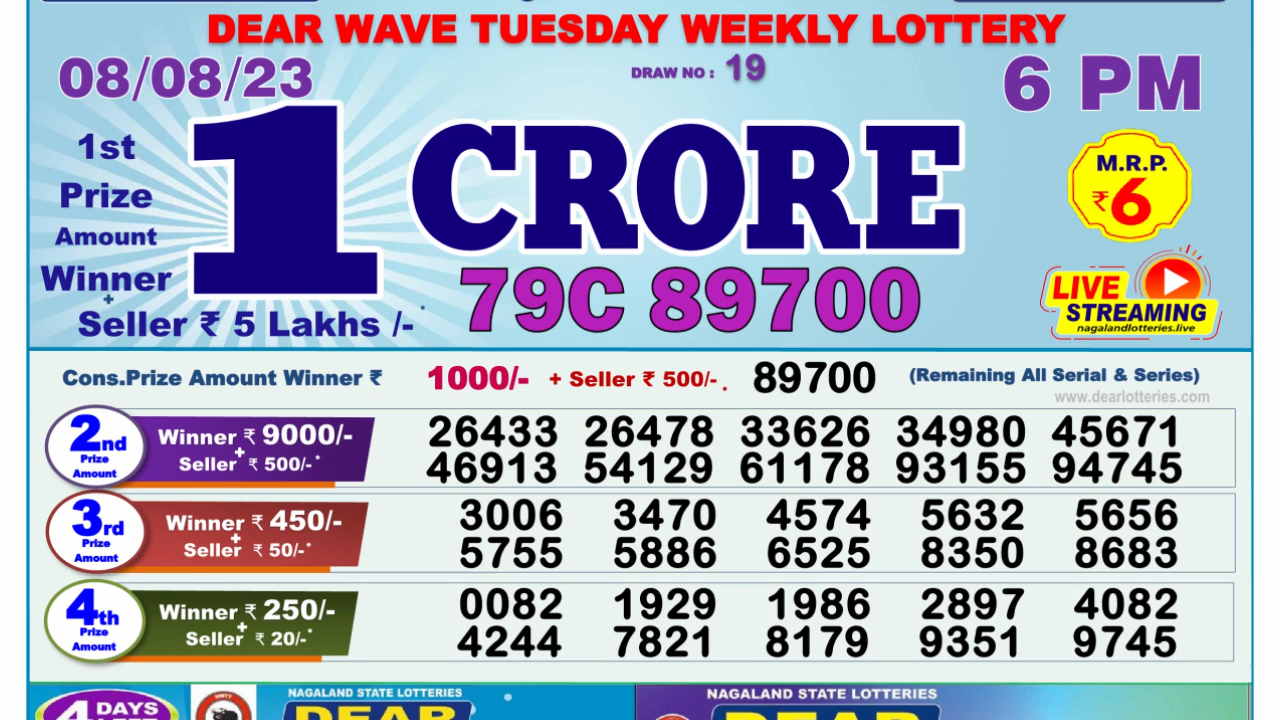 DEAR WAVE TUESDAY WEEKLY LOTTERY
08/08/23
DRAW NO : 19
6 PM
1st
Prize
Amount
Winner
+
Seller ₹ 5 Lakhs /-
1 CRORE
79C 89700
M.R.P.
₹6
LIVE
STREAMING
nagalandlotteries.live
Cons.Prize Amount Winner ₹ 1000/- + Seller ₹ 500/- . 89700 (Remaining All Serial & Series)
www.dearlotteries.com
2nd
Prize
Amount
Winner ₹ 9000/-
+
Seller ₹ 500/-*
26433 26478 33626 34980 45671
46913 54129 61178 93155 94745
3rd
Prize
Amount
Winner ₹ 450/-
+
Seller ₹ 50/-*
3006 3470 4574 5632 5656
5755 5886 6525 8350 8683
4th
Prize
Amount
Winner ₹ 250/-
+
Seller ₹ 20/-*
0082 1929 1986 2897 4082
4244 7821 8179 9351 9745
4 DAYS
UNITY
NAGALAND STATE LOTTERIES
DEAR
NAGALAND STATE LOTTERIES
DEAR